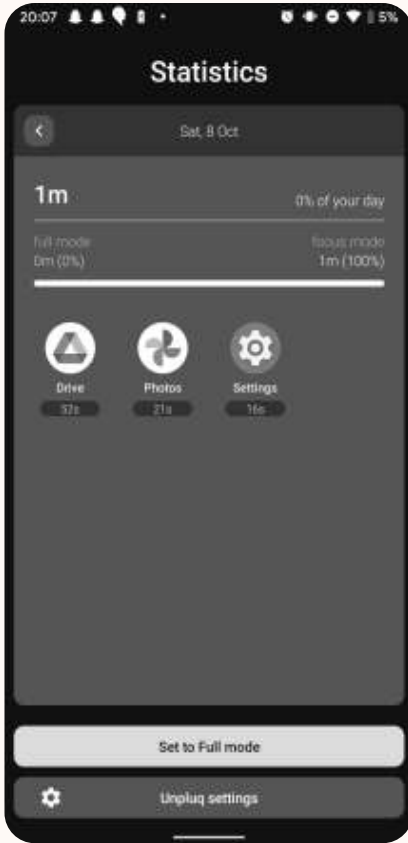 20:07 5%
Statistics
Sat, 8 Oct
1m 0% of your day
full mode focus mode
0m (0%) 1m (100%)
Drive Photos Settings
52s 21s 16s
Set to Full mode
Unpluq settings